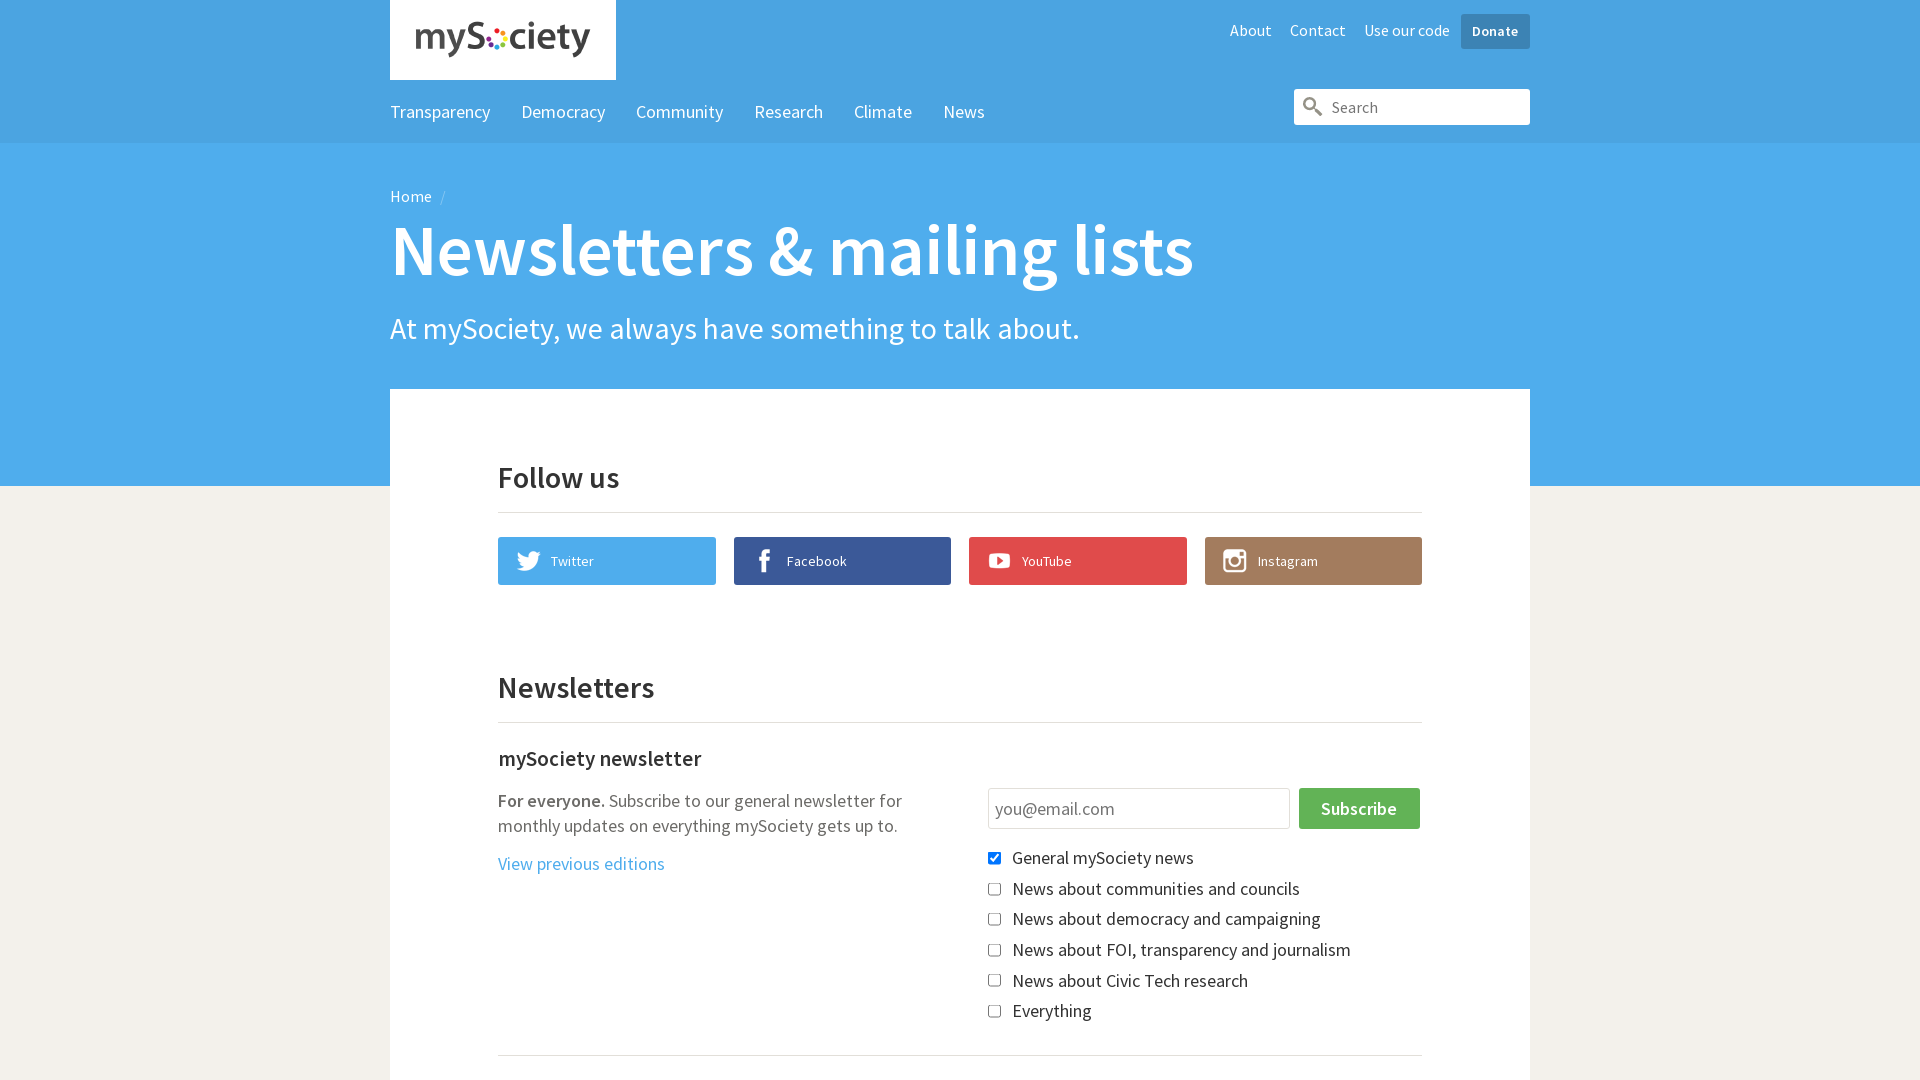 mySociety
About
Contact
Use our code
Donate
Transparency
Democracy
Community
Research
Climate
News
Search
Home /
Newsletters & mailing lists
At mySociety, we always have something to talk about.
Follow us
Twitter
Facebook
YouTube
Instagram
Newsletters
mySociety newsletter
For everyone. Subscribe to our general newsletter for
monthly updates on everything mySociety gets up to.
View previous editions
you@email.com
Subscribe
General mySociety news
News about communities and councils
News about democracy and campaigning
News about FOI, transparency and journalism
News about Civic Tech research
Everything